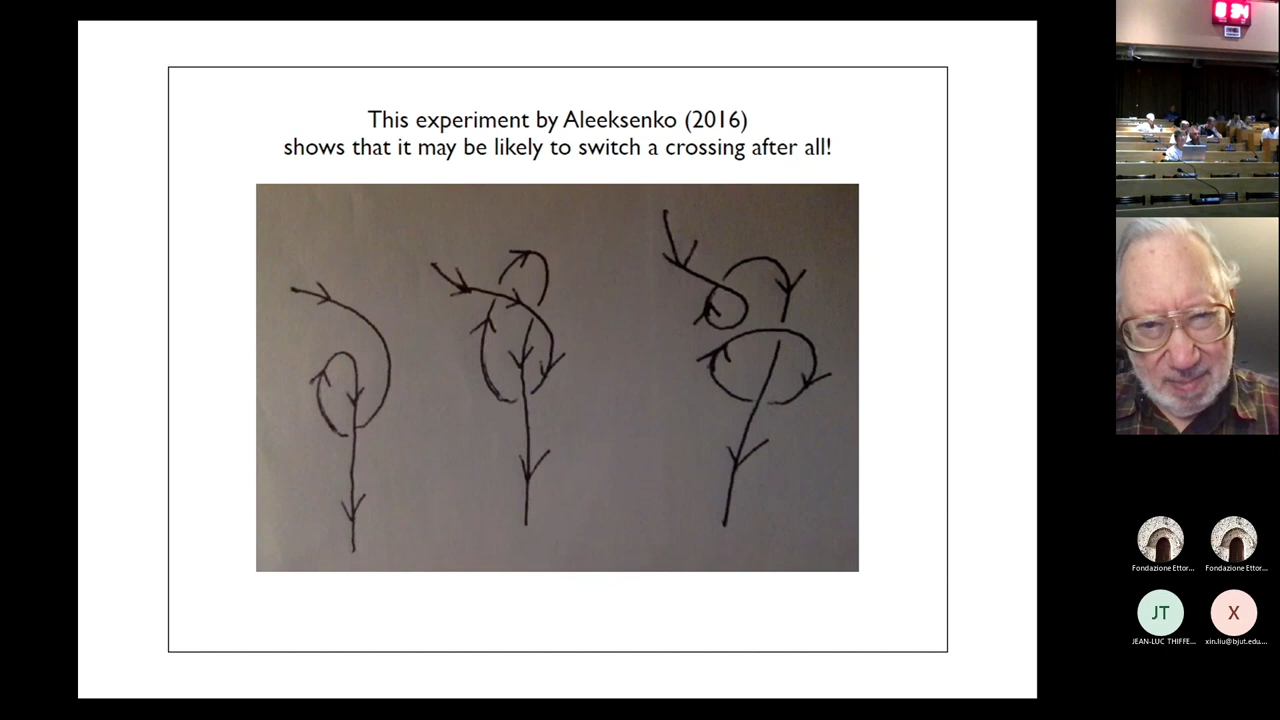 This experiment by Aleeksenko (2016)
shows that it may be likely to switch a crossing after all!
Fondazione Ettor...
Fondazione Ettor...
JT
X
JEAN-LUC THIFFE...
xin.liu@bjut.edu....